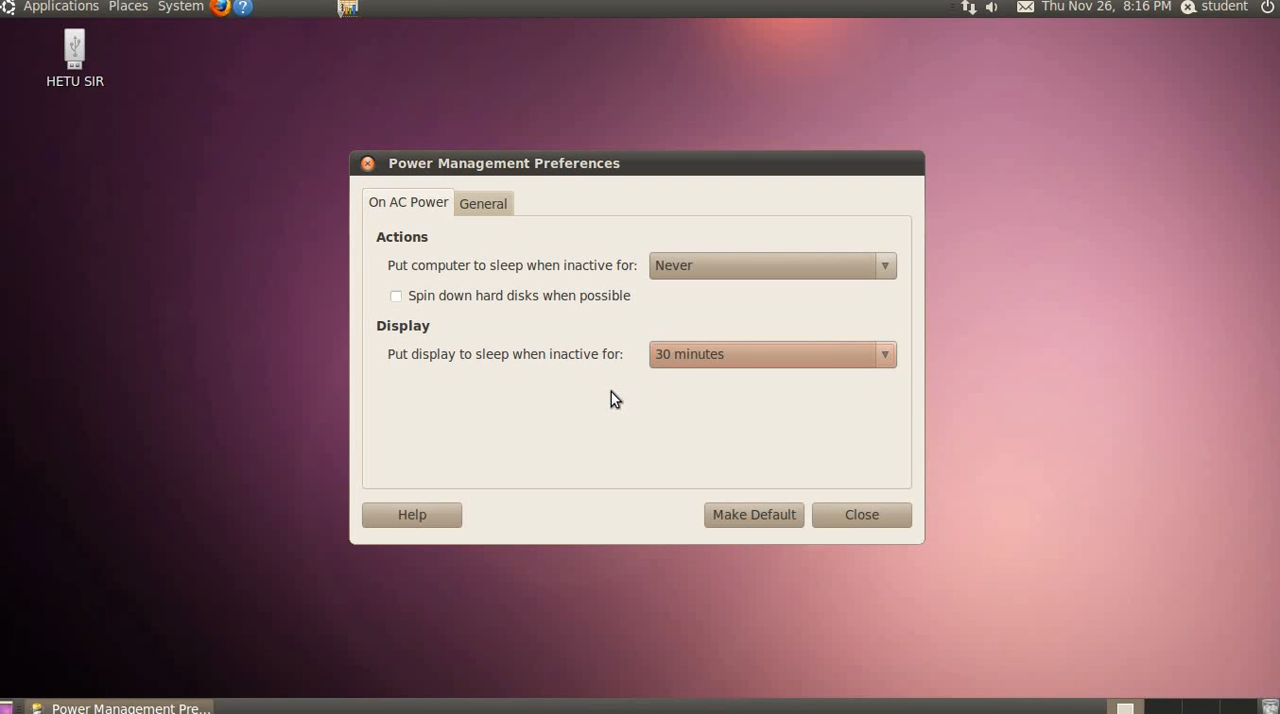 Applications Places System Thu Nov 26, 8:16 PM student
HETU SIR
Power Management Preferences
On AC Power General
Actions
Put computer to sleep when inactive for: Never
Spin down hard disks when possible
Display
Put display to sleep when inactive for: 30 minutes
Help Make Default Close
Power Management Pre...